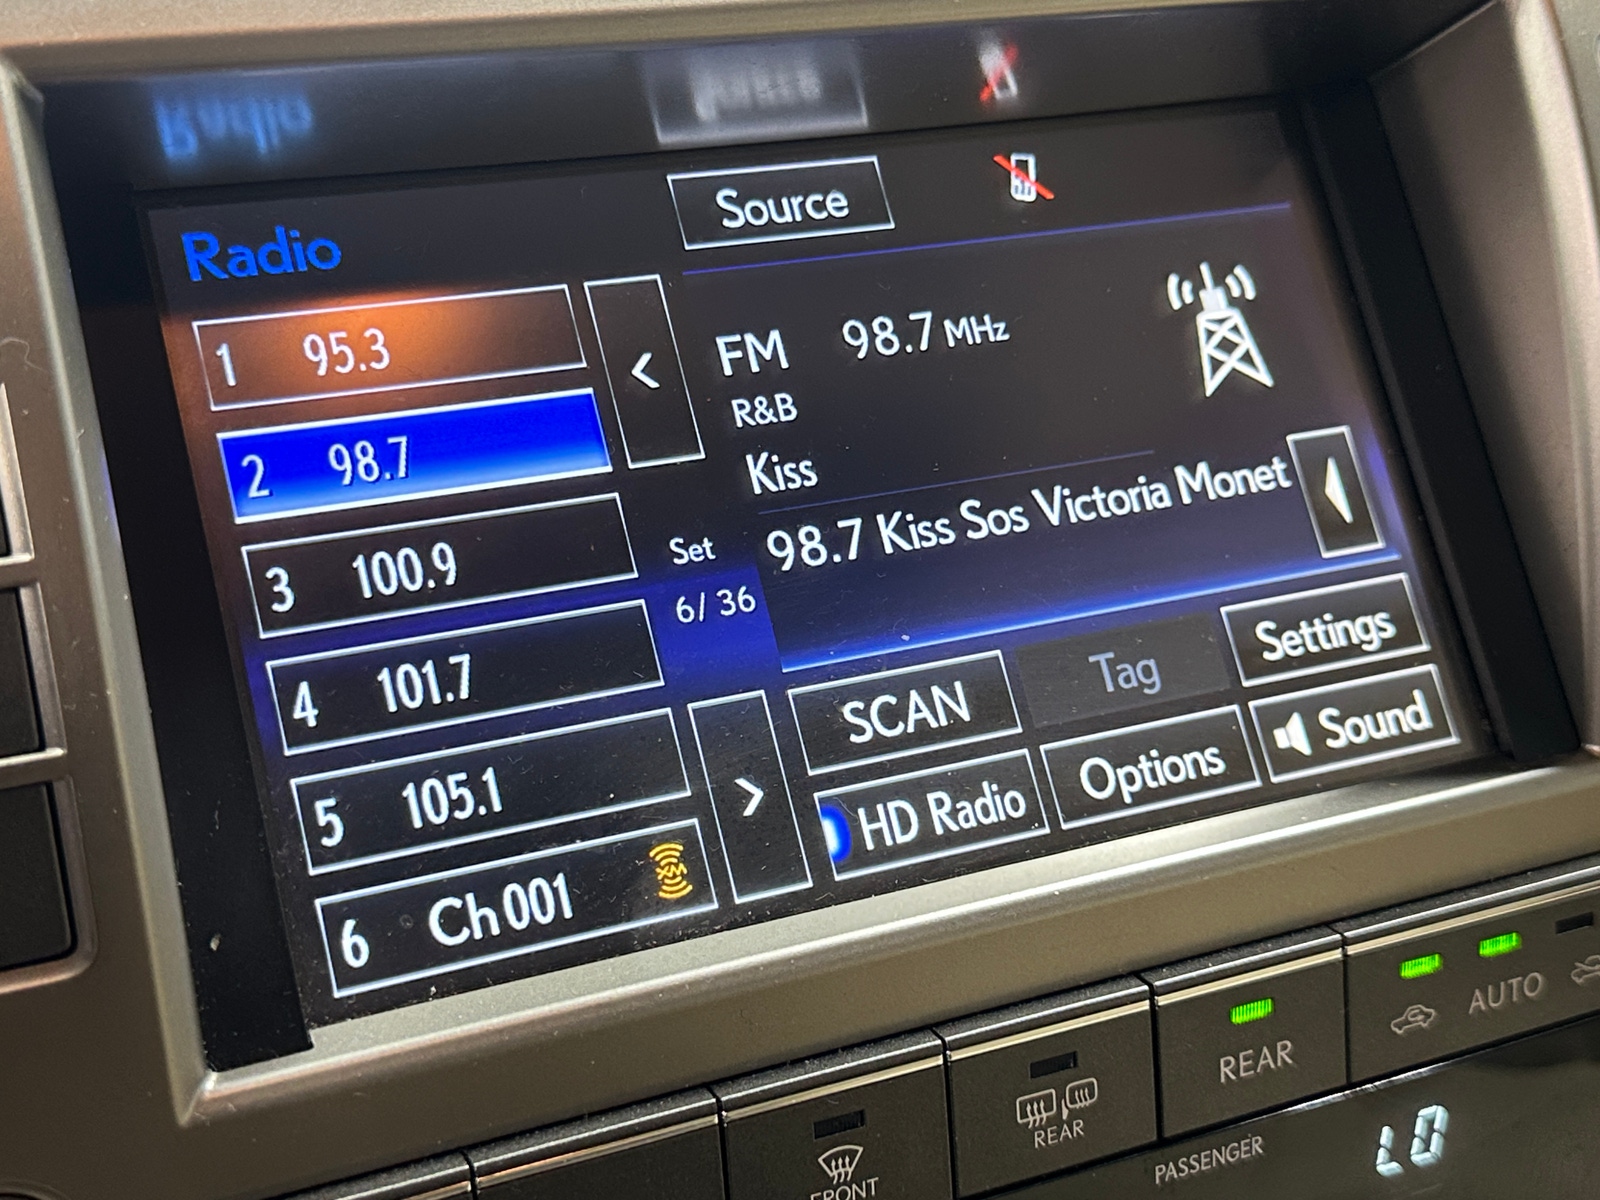 Radio
Source
1 95.3
2 98.7
3 100.9
4 101.7
5 105.1
6 Ch 001 XM
<
Set
6/ 36
>
FM 98.7 MHz
R&B
Kiss
98.7 Kiss Sos Victoria Monet
SCAN
Tag
Settings
HD Radio
Options
Sound
FRONT
REAR
REAR
AUTO
PASSENGER
LO